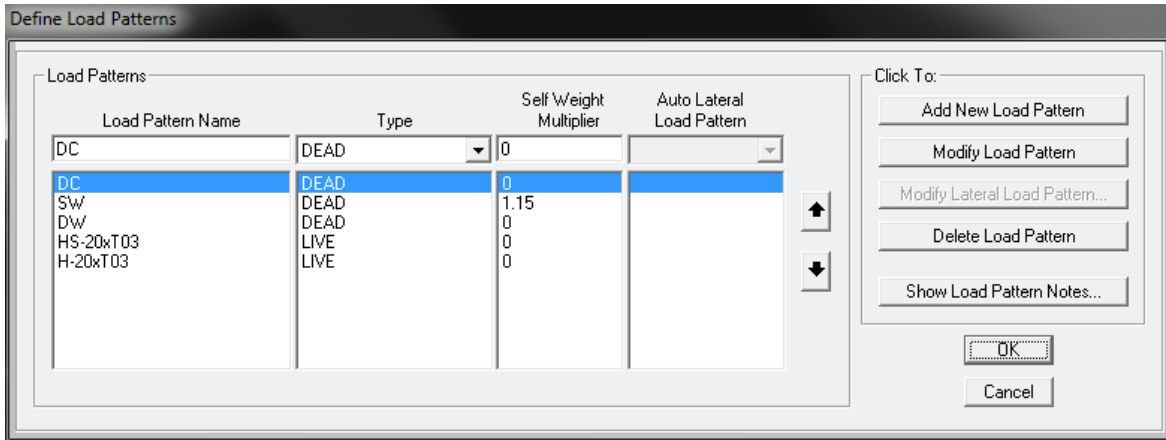 Define Load Patterns
Load Patterns
Load Pattern Name Type Self Weight Multiplier Auto Lateral Load Pattern
DC DEAD 0
DC DEAD 0
SW DEAD 1.15
DW DEAD 0
HS-20xT03 LIVE 0
H-20xT03 LIVE 0
Click To:
Add New Load Pattern
Modify Load Pattern
Modify Lateral Load Pattern...
Delete Load Pattern
Show Load Pattern Notes...
OK
Cancel